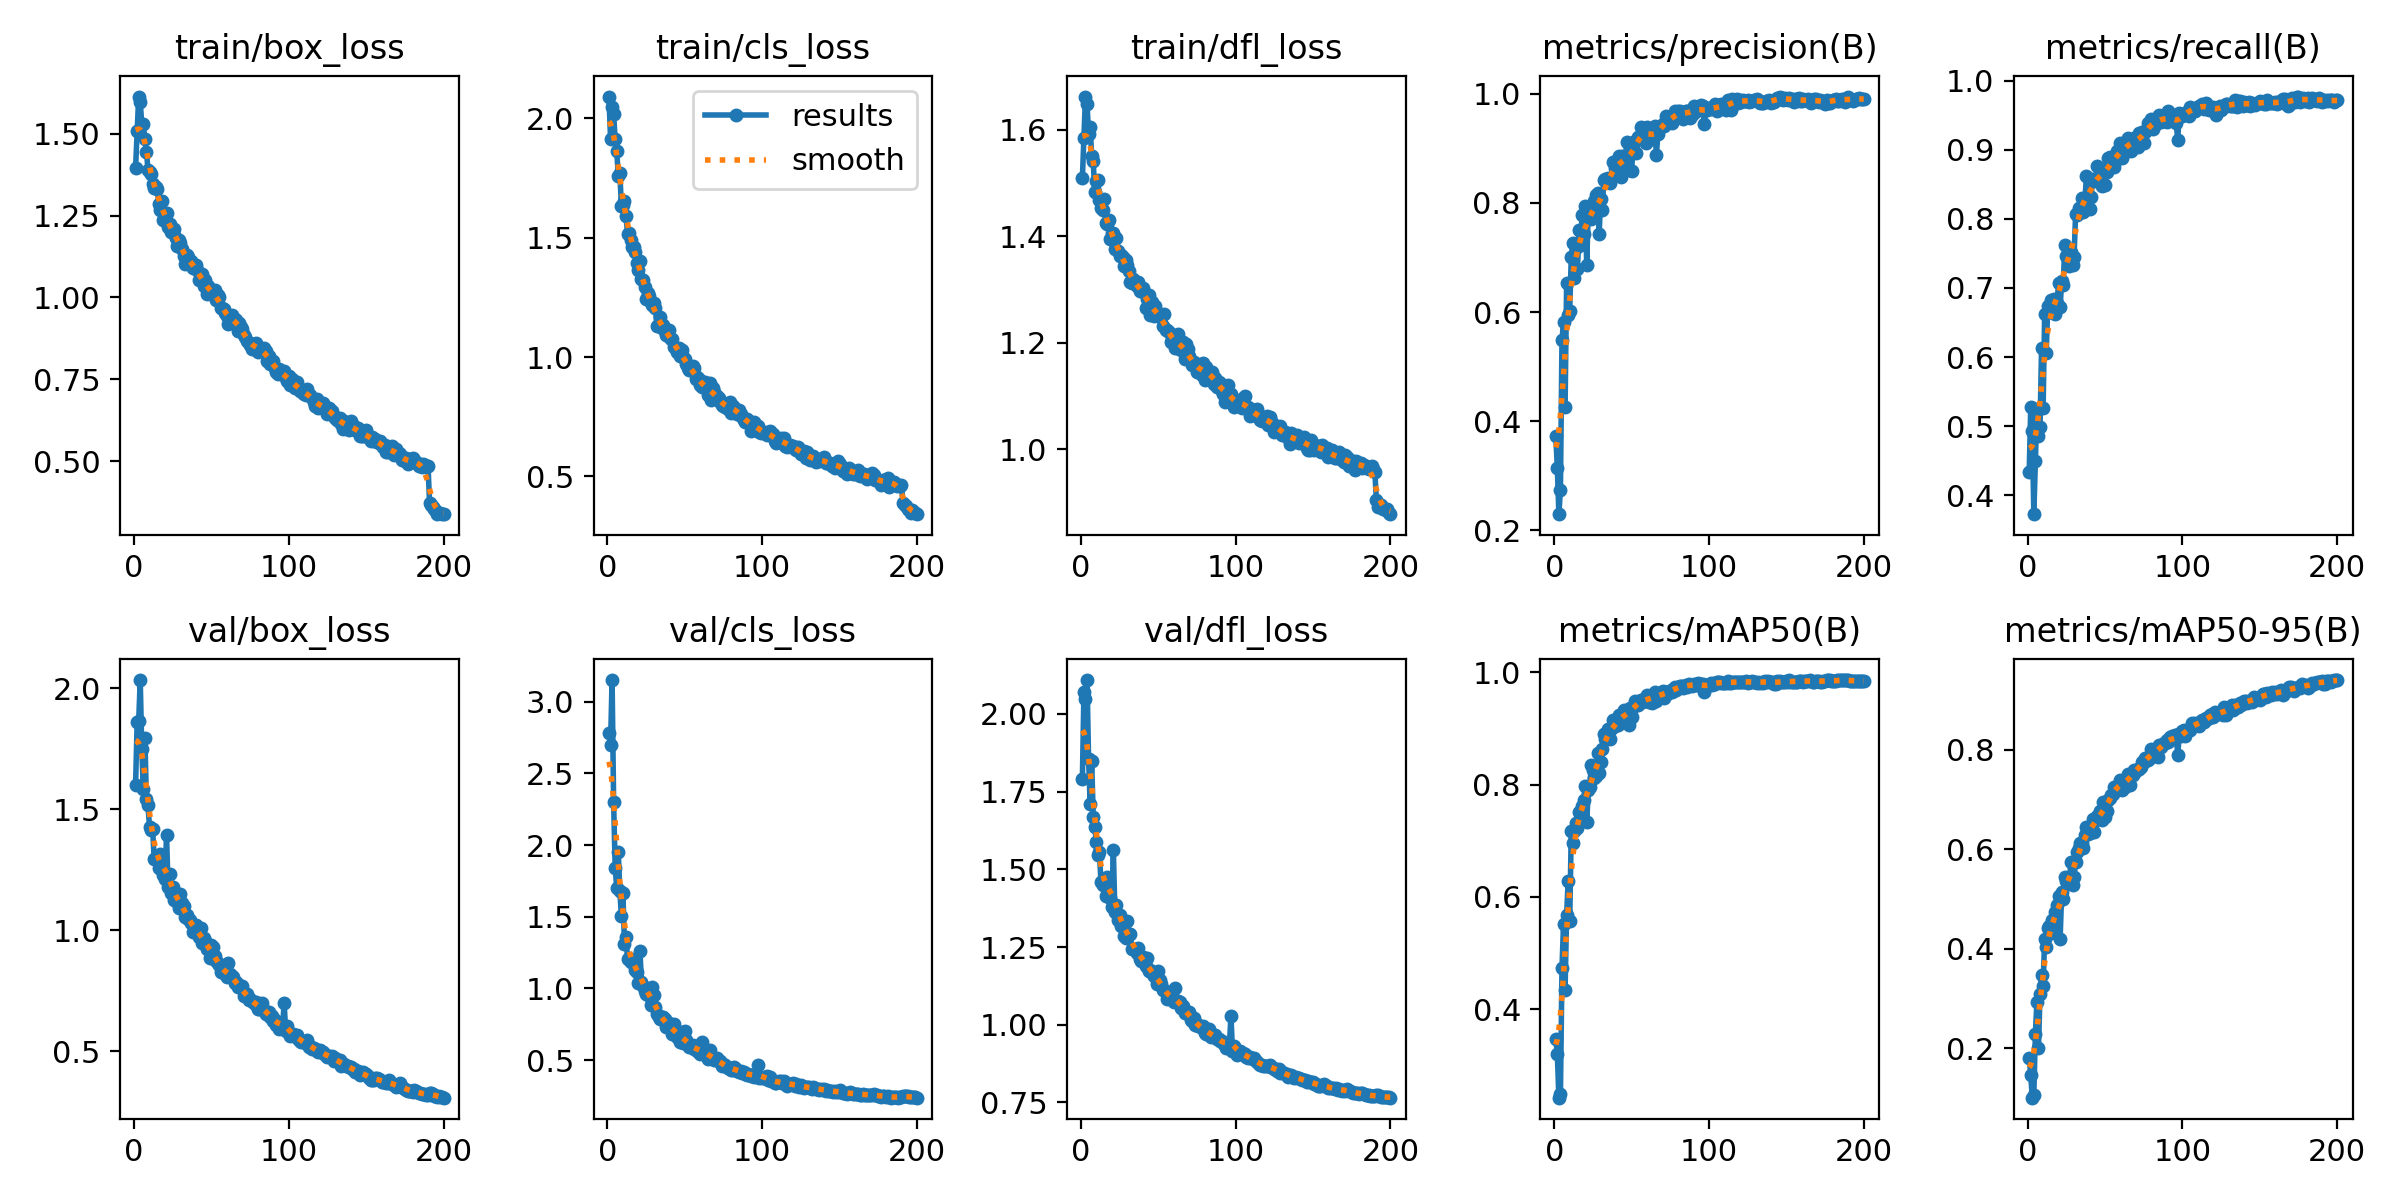 train/box_loss
1.50
1.25
1.00
0.75
0.50
0 100 200
train/cls_loss
results
smooth
2.0
1.5
1.0
0.5
0 100 200
train/dfl_loss
1.6
1.4
1.2
1.0
0 100 200
metrics/precision(B)
1.0
0.8
0.6
0.4
0.2
0 100 200
metrics/recall(B)
1.0
0.9
0.8
0.7
0.6
0.5
0.4
0 100 200
val/box_loss
2.0
1.5
1.0
0.5
0 100 200
val/cls_loss
3.0
2.5
2.0
1.5
1.0
0.5
0 100 200
val/dfl_loss
2.00
1.75
1.50
1.25
1.00
0.75
0 100 200
metrics/mAP50(B)
1.0
0.8
0.6
0.4
0 100 200
metrics/mAP50-95(B)
0.8
0.6
0.4
0.2
0 100 200